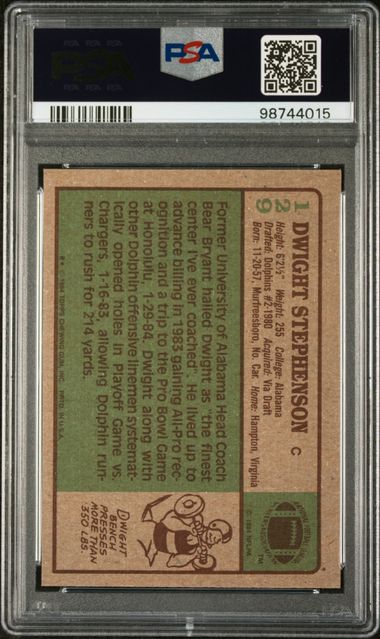 PSA
PSA
98744015
129
DWIGHT STEPHENSON C
Height: 6'2½" Weight: 255 College: Alabama
Drafted: Dolphins #2-1980 Acquired: Via Draft
Born: 11-20-57, Murfreesboro, No. Car. Home: Hampton, Virginia
Former University of Alabama Head Coach
Bear Bryant hailed Dwight as "the finest
center I've ever coached". He lived up to
advance billing in 1983 gaining All-Pro rec-
ognition and a trip to the Pro Bowl Game
at Honolulu, 1-29-84. Dwight along with
other Dolphin offensive linemen systemat-
ically opened holes in Playoff Game vs.
Chargers, 1-16-83, allowing Dolphin run-
ners to rush for 214 yards.
© 1984 TOPPS CHEWING GUM, INC. PRTD. IN U.S.A.
© 1983 NFLPA
TM
DWIGHT
BENCH
PRESSES
MORE THAN
350 LBS.